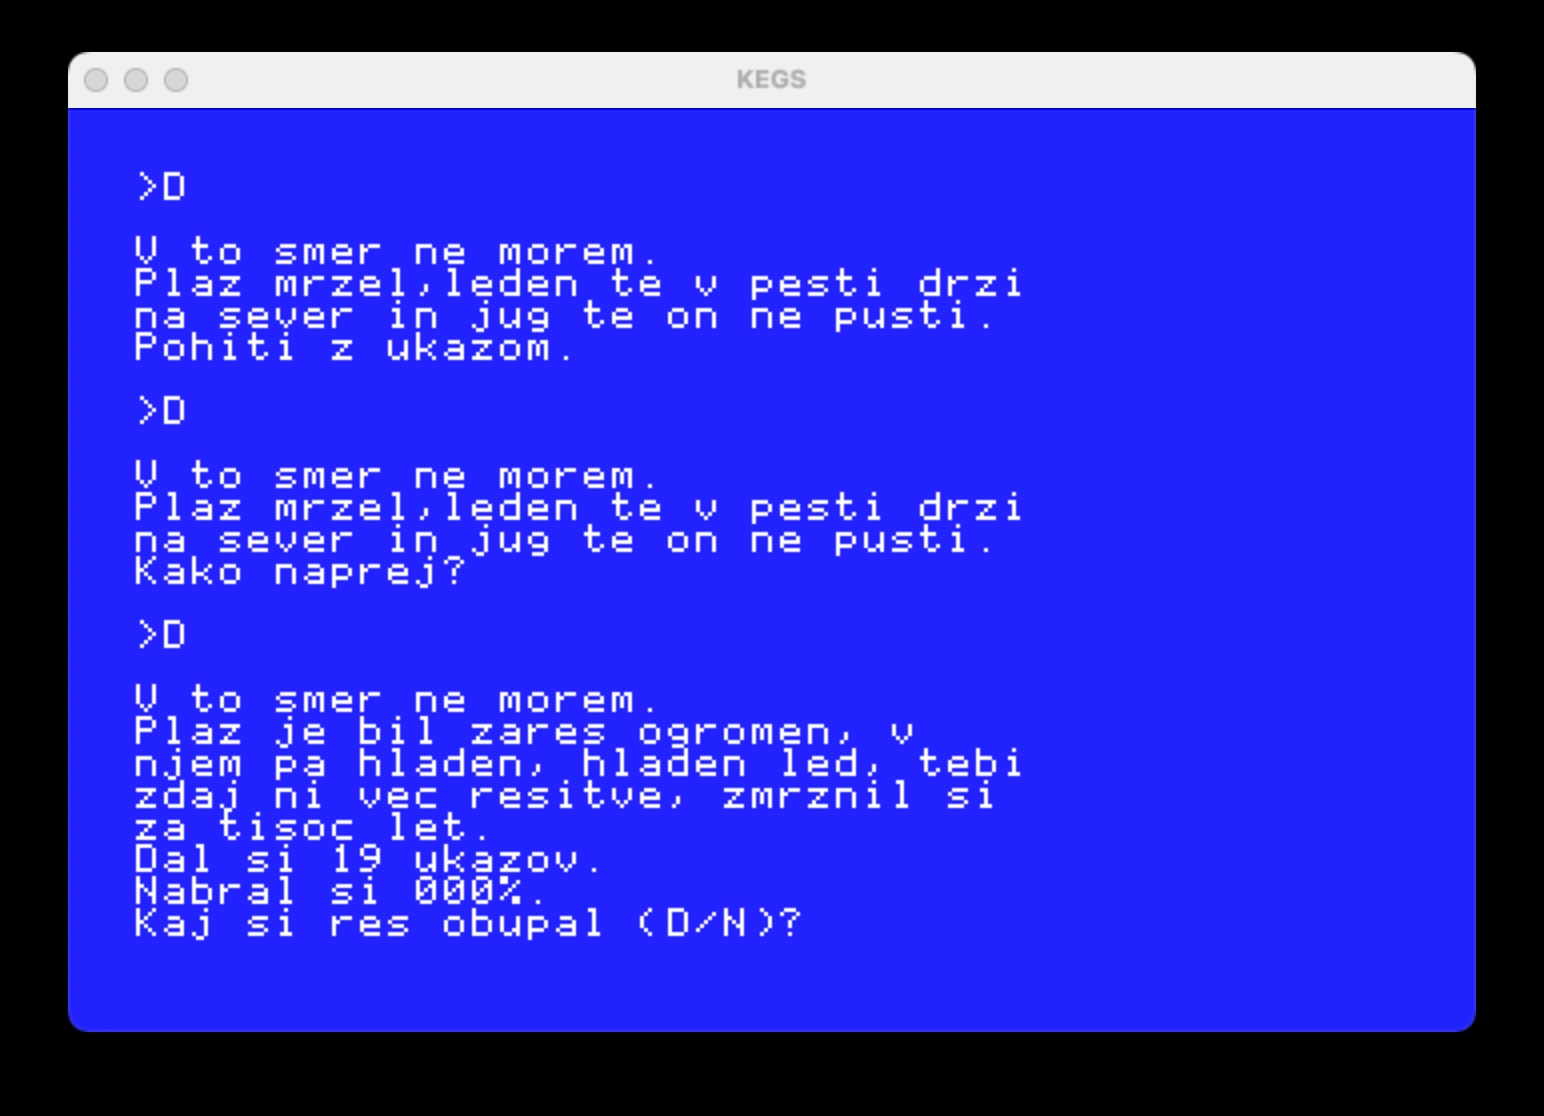 KEGS
>D
V to smer ne morem.
Plaz mrzel,leden te v pesti drzi
na sever in jug te on ne pusti.
Pohiti z ukazom.
>D
V to smer ne morem.
Plaz mrzel,leden te v pesti drzi
na sever in jug te on ne pusti.
Kako naprej?
>D
V to smer ne morem.
Plaz je bil zares ogromen, v
njem pa hladen, hladen led, tebi
zdaj ni vec resitve, zmrznil si
za tisoc let.
Dal si 19 ukazov.
Nabral si 000%.
Kaj si res obupal (D/N)?